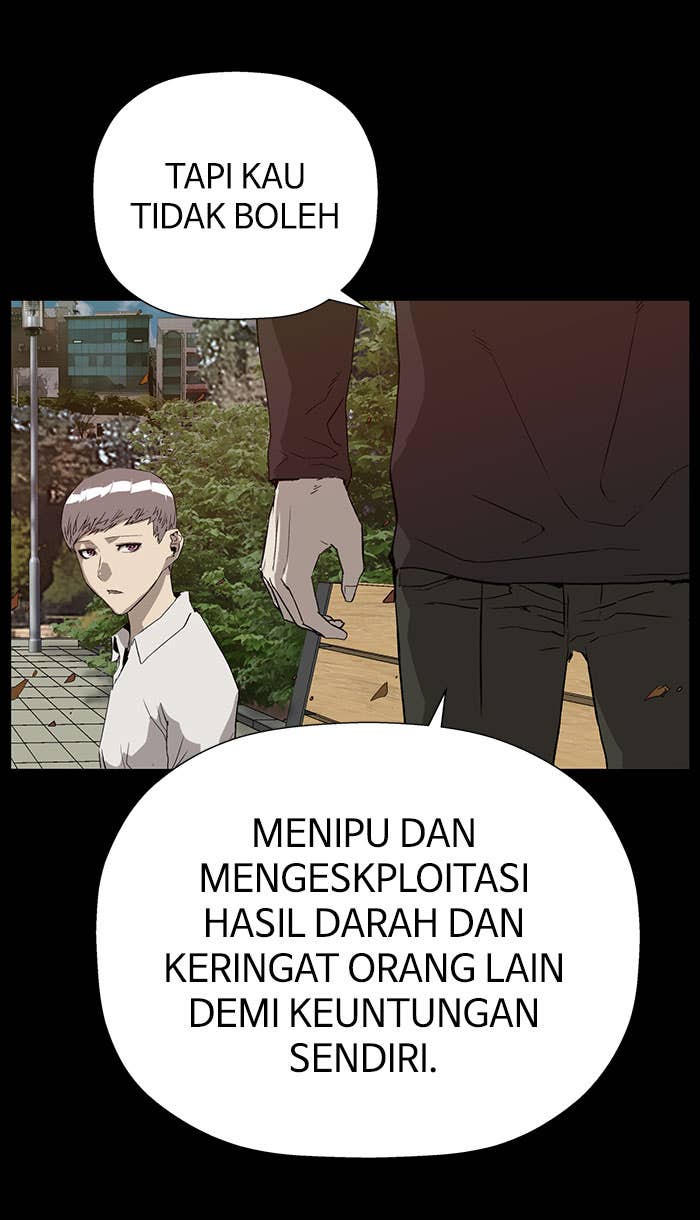 TAPI KAU
TIDAK BOLEH
MENIPU DAN
MENGESKPLOITASI
HASIL DARAH DAN
KERINGAT ORANG LAIN
DEMI KEUNTUNGAN
SENDIRI.